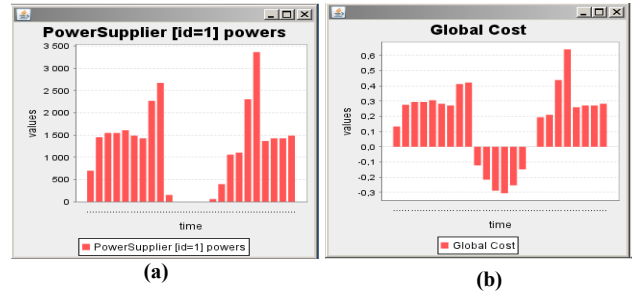 PowerSupplier [id=1] powers
3 500
3 000
2 500
2 000
1 500
1 000
500
0
values
time
PowerSupplier [id=1] powers
(a)
Global Cost
0,6
0,5
0,4
0,3
0,2
0,1
0,0
-0,1
-0,2
-0,3
values
time
Global Cost
(b)